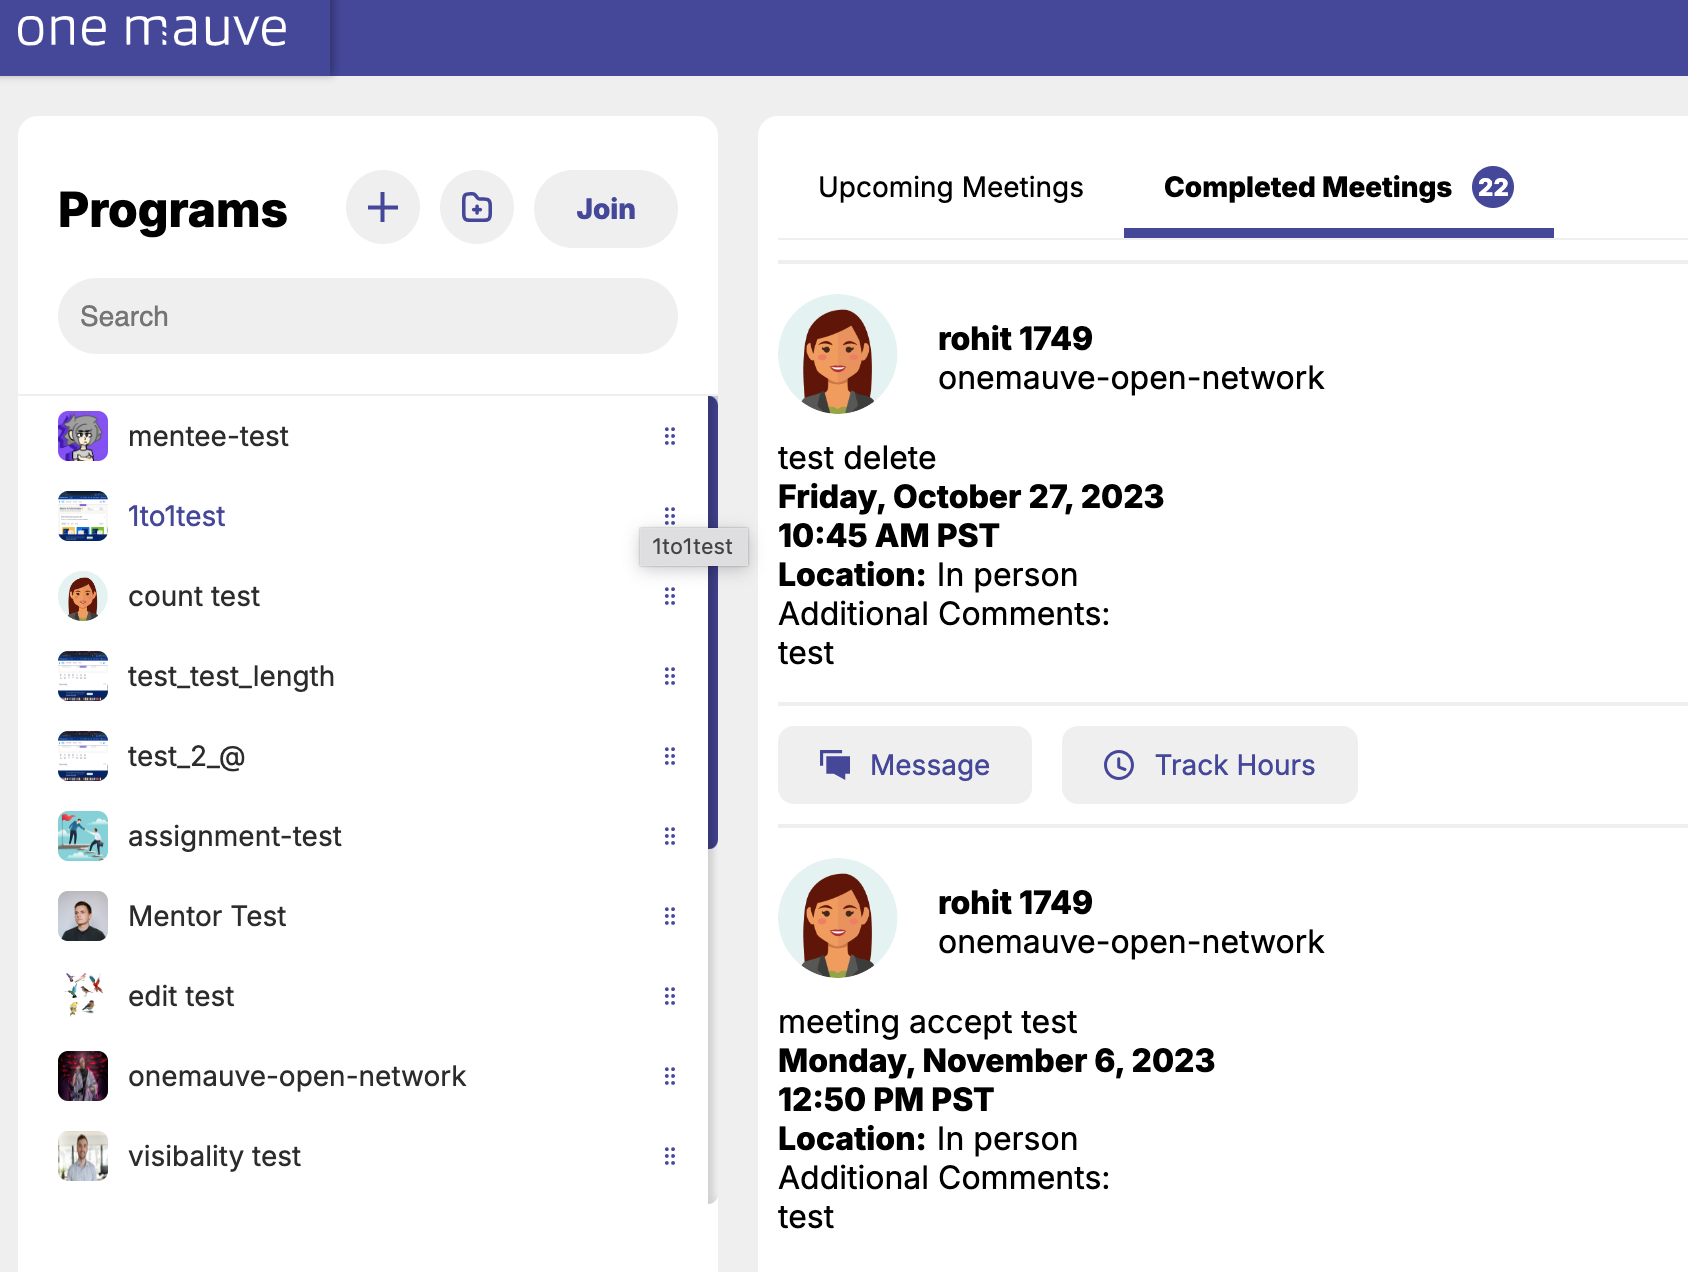 one mauve
Programs
Join
Search
mentee-test
1to1test
1to1test
count test
test_test_length
test_2_@
assignment-test
Mentor Test
edit test
onemauve-open-network
visibality test
Upcoming Meetings
Completed Meetings 22
rohit 1749
onemauve-open-network
test delete
Friday, October 27, 2023
10:45 AM PST
Location: In person
Additional Comments:
test
Message
Track Hours
rohit 1749
onemauve-open-network
meeting accept test
Monday, November 6, 2023
12:50 PM PST
Location: In person
Additional Comments:
test